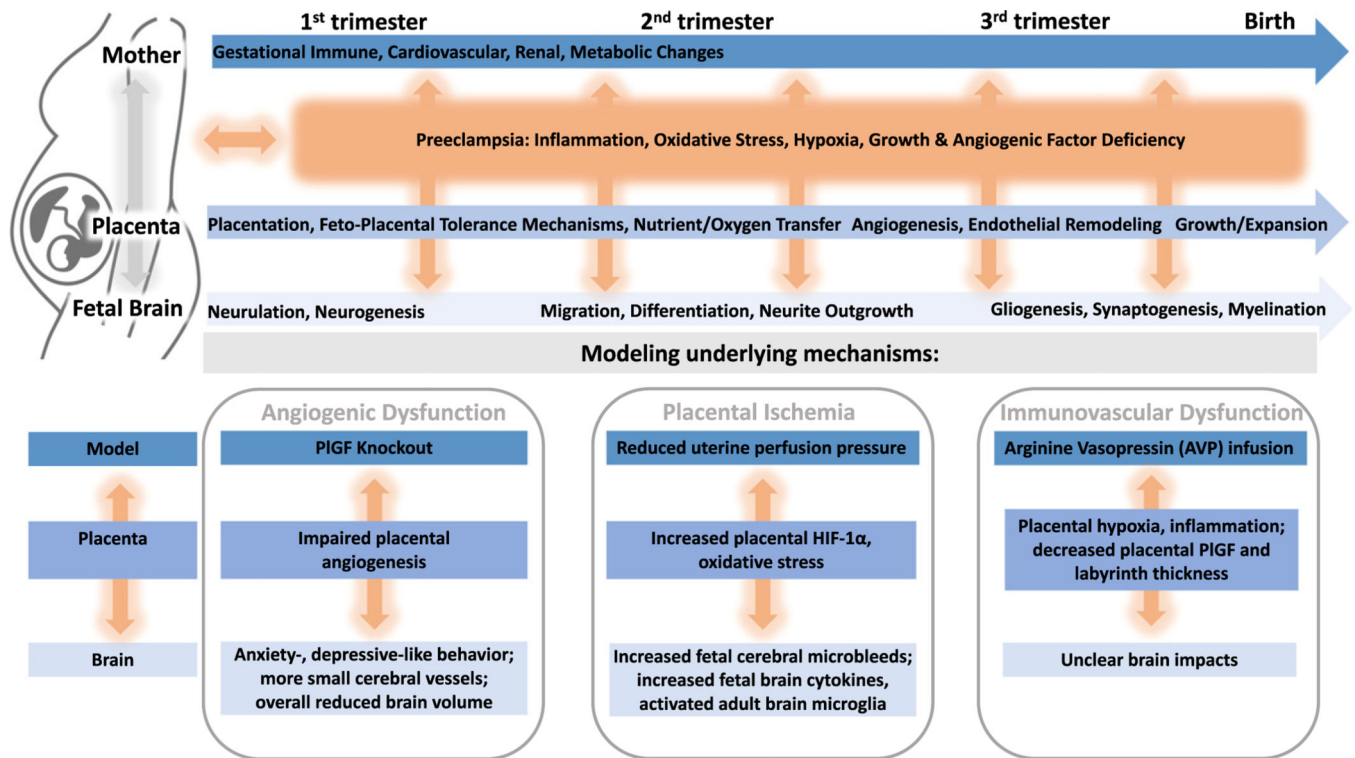 1st trimester
2nd trimester
3rd trimester
Birth
Mother
Gestational Immune, Cardiovascular, Renal, Metabolic Changes
Preeclampsia: Inflammation, Oxidative Stress, Hypoxia, Growth & Angiogenic Factor Deficiency
Placenta
Placentation, Feto-Placental Tolerance Mechanisms, Nutrient/Oxygen Transfer
Angiogenesis, Endothelial Remodeling
Growth/Expansion
Fetal Brain
Neurulation, Neurogenesis
Migration, Differentiation, Neurite Outgrowth
Gliogenesis, Synaptogenesis, Myelination
Modeling underlying mechanisms:
Angiogenic Dysfunction
Placental Ischemia
Immunovascular Dysfunction
Model
PlGF Knockout
Reduced uterine perfusion pressure
Arginine Vasopressin (AVP) infusion
Placenta
Impaired placental
angiogenesis
Increased placental HIF-1α,
oxidative stress
Placental hypoxia, inflammation;
decreased placental PlGF and
labyrinth thickness
Brain
Anxiety-, depressive-like behavior;
more small cerebral vessels;
overall reduced brain volume
Increased fetal cerebral microbleeds;
increased fetal brain cytokines,
activated adult brain microglia
Unclear brain impacts